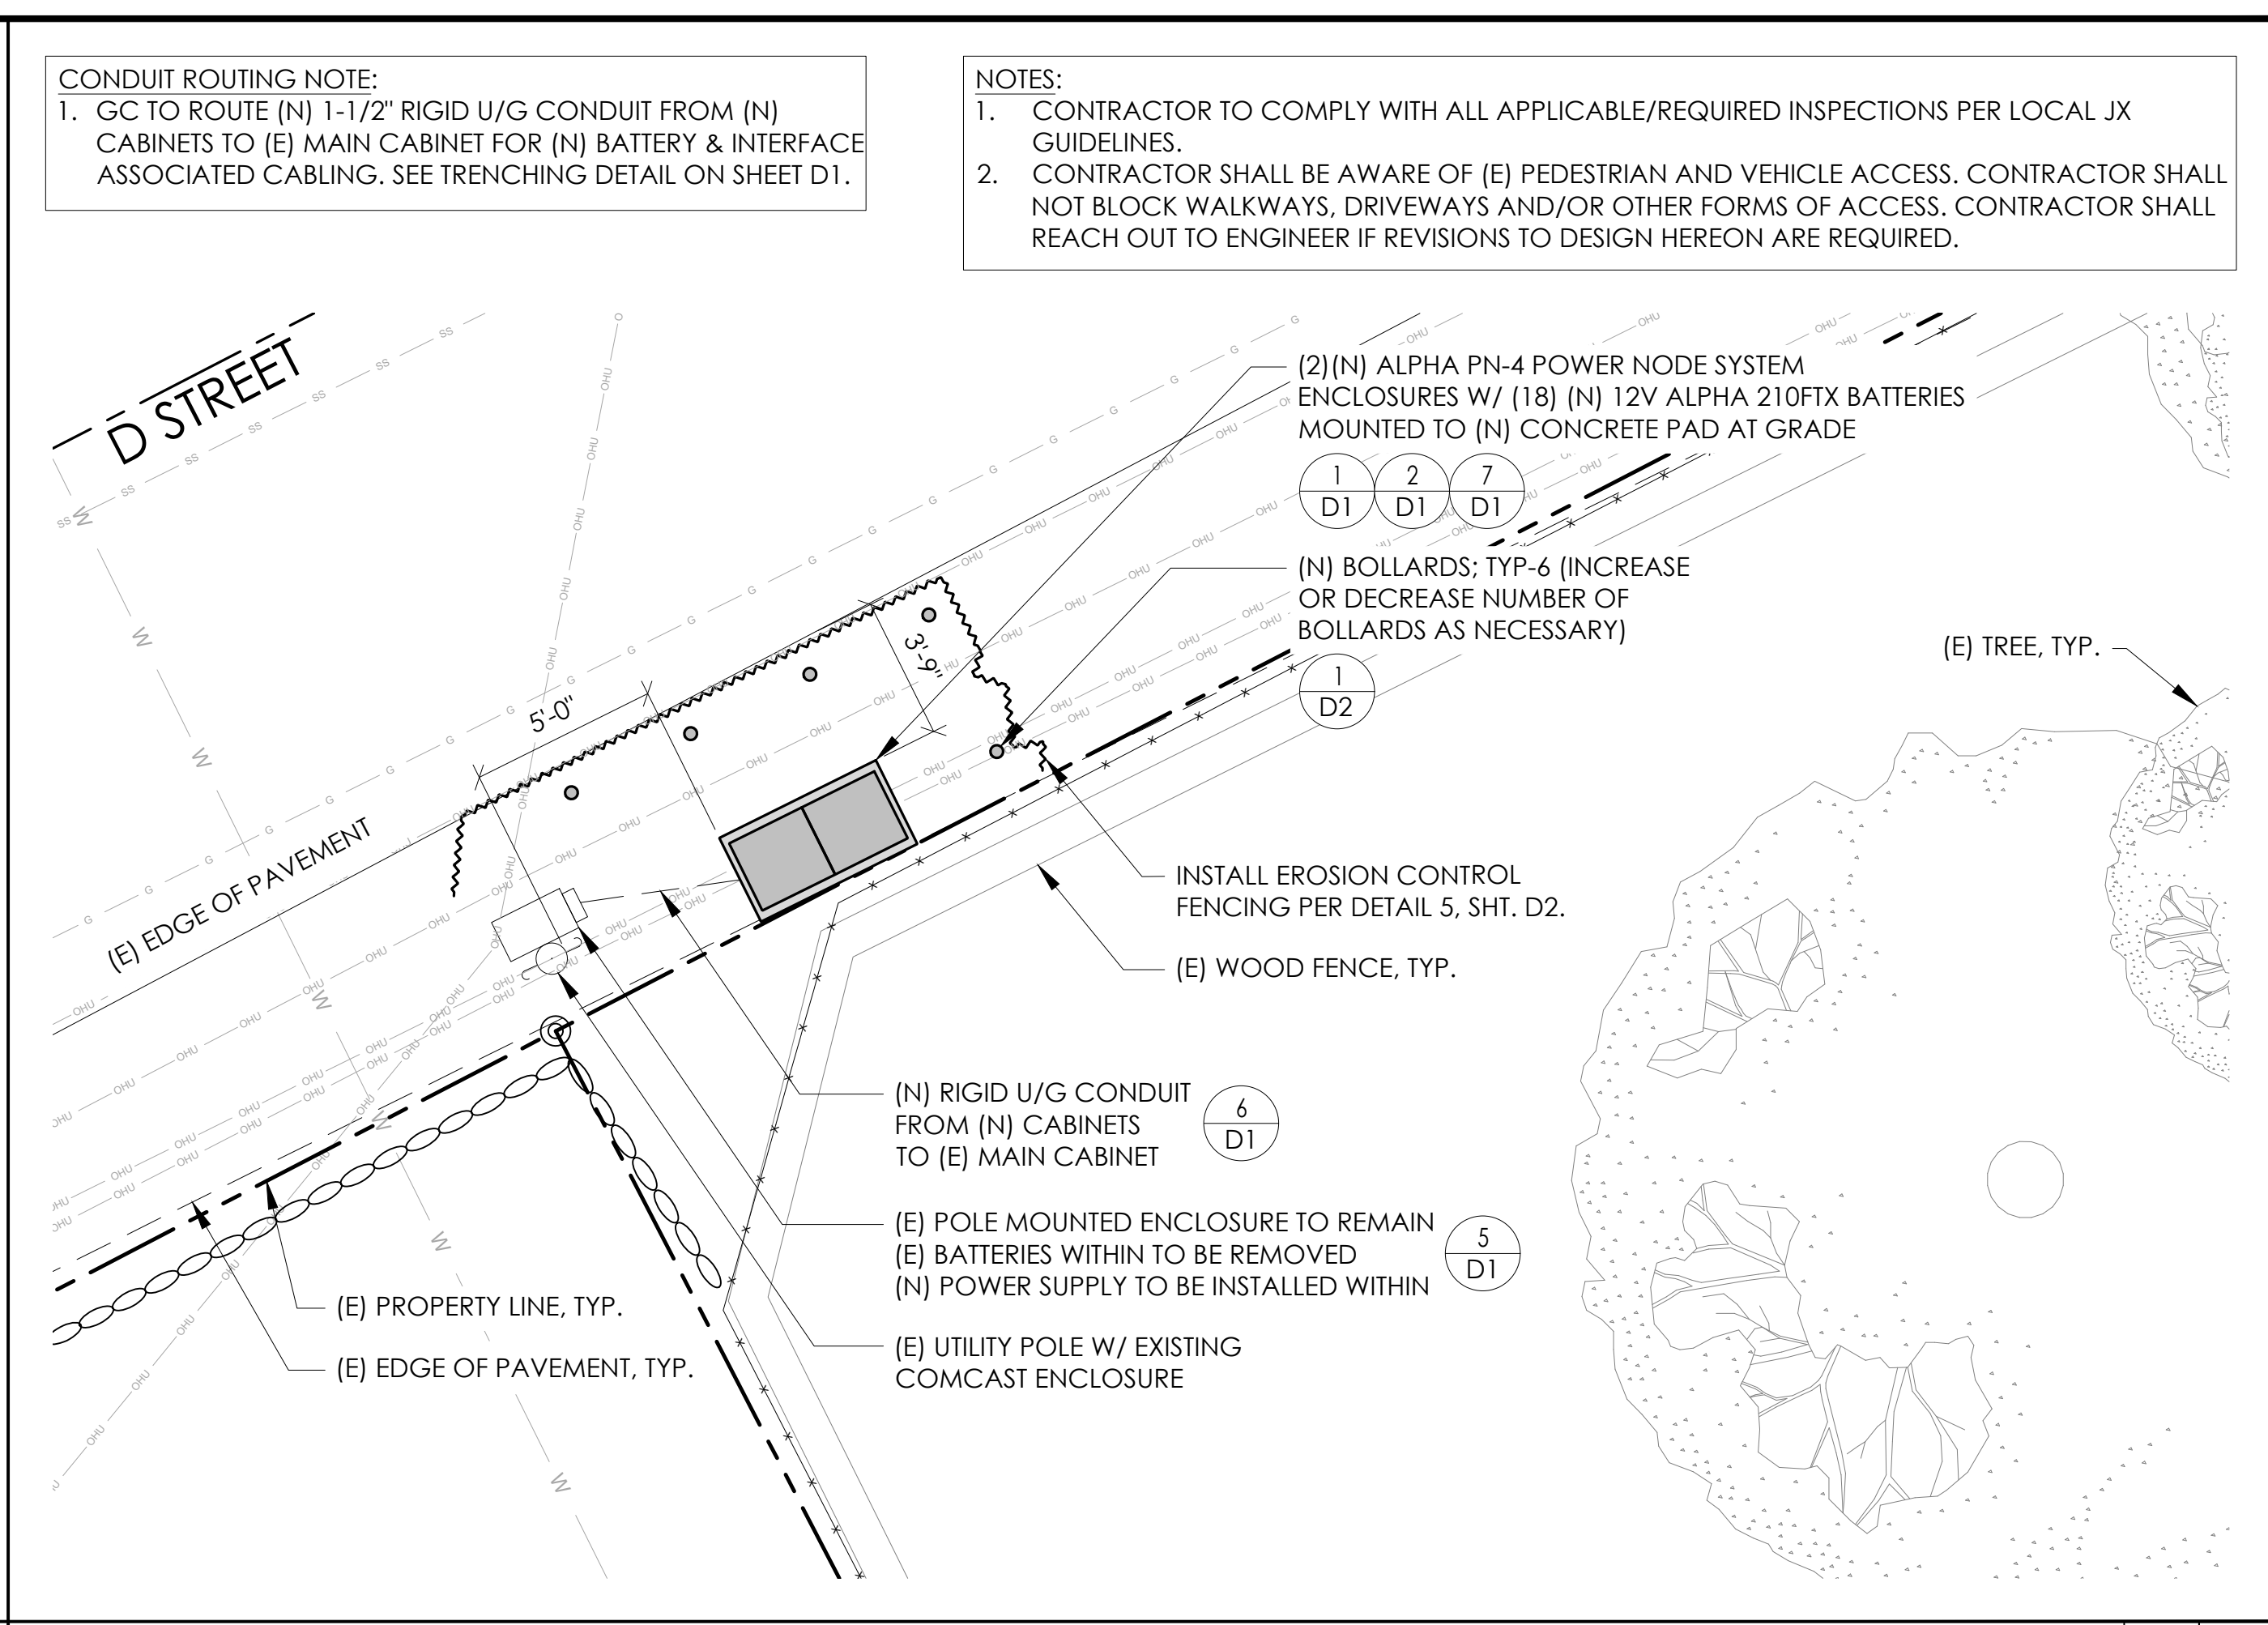 CONDUIT ROUTING NOTE:
1. GC TO ROUTE (N) 1-1/2" RIGID U/G CONDUIT FROM (N)
CABINETS TO (E) MAIN CABINET FOR (N) BATTERY & INTERFACE
ASSOCIATED CABLING. SEE TRENCHING DETAIL ON SHEET D1.
NOTES:
1. CONTRACTOR TO COMPLY WITH ALL APPLICABLE/REQUIRED INSPECTIONS PER LOCAL JX
GUIDELINES.
2. CONTRACTOR SHALL BE AWARE OF (E) PEDESTRIAN AND VEHICLE ACCESS. CONTRACTOR SHALL
NOT BLOCK WALKWAYS, DRIVEWAYS AND/OR OTHER FORMS OF ACCESS. CONTRACTOR SHALL
REACH OUT TO ENGINEER IF REVISIONS TO DESIGN HEREON ARE REQUIRED.
D STREET
(2)(N) ALPHA PN-4 POWER NODE SYSTEM
ENCLOSURES W/ (18) (N) 12V ALPHA 210FTX BATTERIES
MOUNTED TO (N) CONCRETE PAD AT GRADE
1 2 7
D1 D1 D1
(N) BOLLARDS; TYP-6 (INCREASE
OR DECREASE NUMBER OF
BOLLARDS AS NECESSARY)
1
D2
(E) TREE, TYP.
3'-9"
5'-0"
(E) EDGE OF PAVEMENT
INSTALL EROSION CONTROL
FENCING PER DETAIL 5, SHT. D2.
(E) WOOD FENCE, TYP.
(N) RIGID U/G CONDUIT
FROM (N) CABINETS
TO (E) MAIN CABINET
6
D1
(E) POLE MOUNTED ENCLOSURE TO REMAIN
(E) BATTERIES WITHIN TO BE REMOVED
(N) POWER SUPPLY TO BE INSTALLED WITHIN
5
D1
(E) UTILITY POLE W/ EXISTING
COMCAST ENCLOSURE
(E) PROPERTY LINE, TYP.
(E) EDGE OF PAVEMENT, TYP.
SS
G
OHU
W